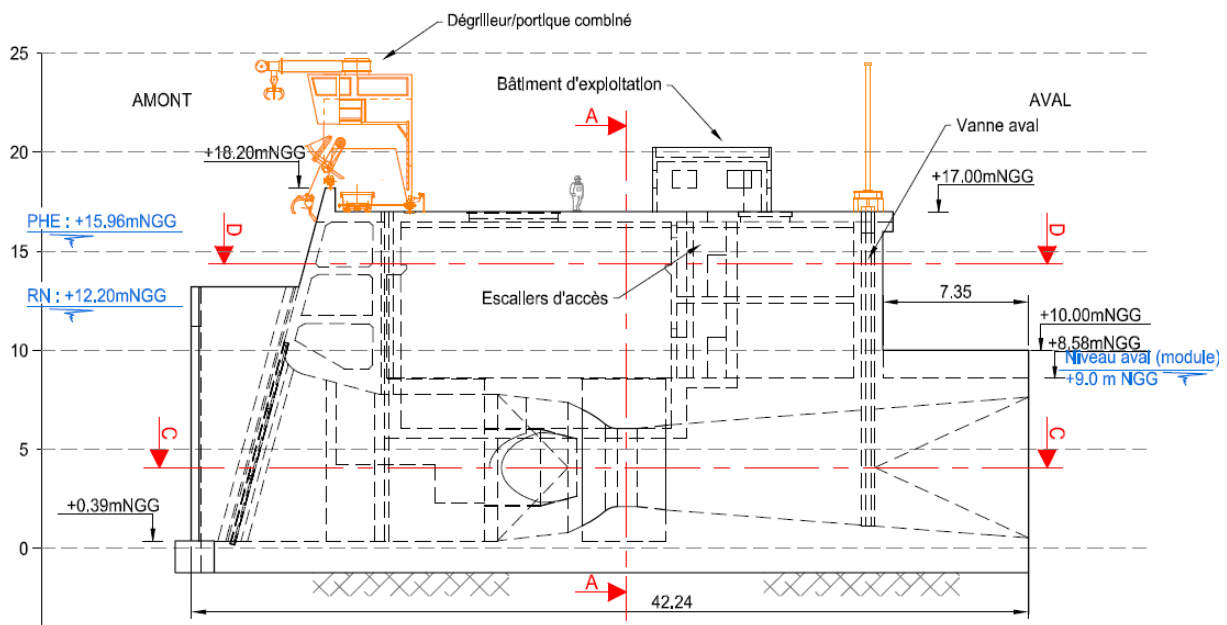 Dégrilleur/portique combiné
25
AMONT
Bâtiment d'exploitation
AVAL
A
Vanne aval
20
+18.20mNGG
+17.00mNGG
PHE : +15.96mNGG
D
D
15
RN : +12.20mNGG
Escaliers d'accès
7.35
+10.00mNGG
10
+8.58mNGG
Niveau aval (module)
+9.0 m NGG
C
C
5
+0.39mNGG
0
A
42.24